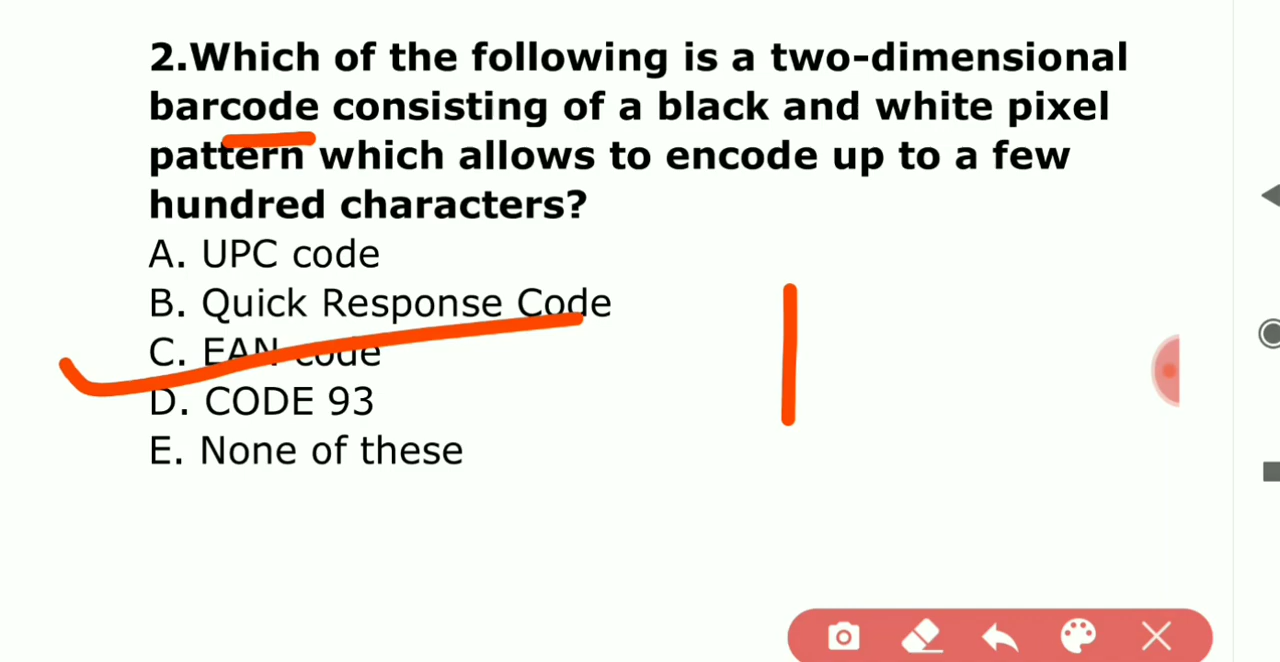 2.Which of the following is a two-dimensional
barcode consisting of a black and white pixel
pattern which allows to encode up to a few
hundred characters?
A. UPC code
B. Quick Response Code
C. EAN code
D. CODE 93
E. None of these